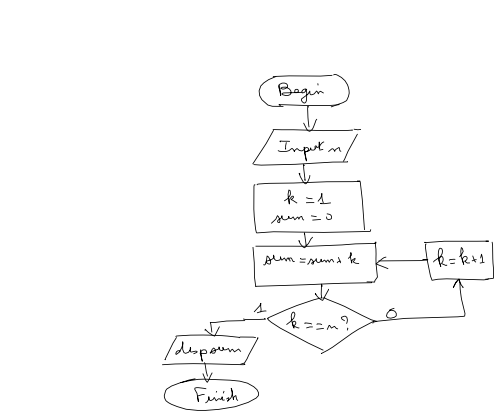 Begin
Input n
k = 1
sum = 0
sum = sum + k
k = k + 1
k == n?
1
0
disp sum
Finish